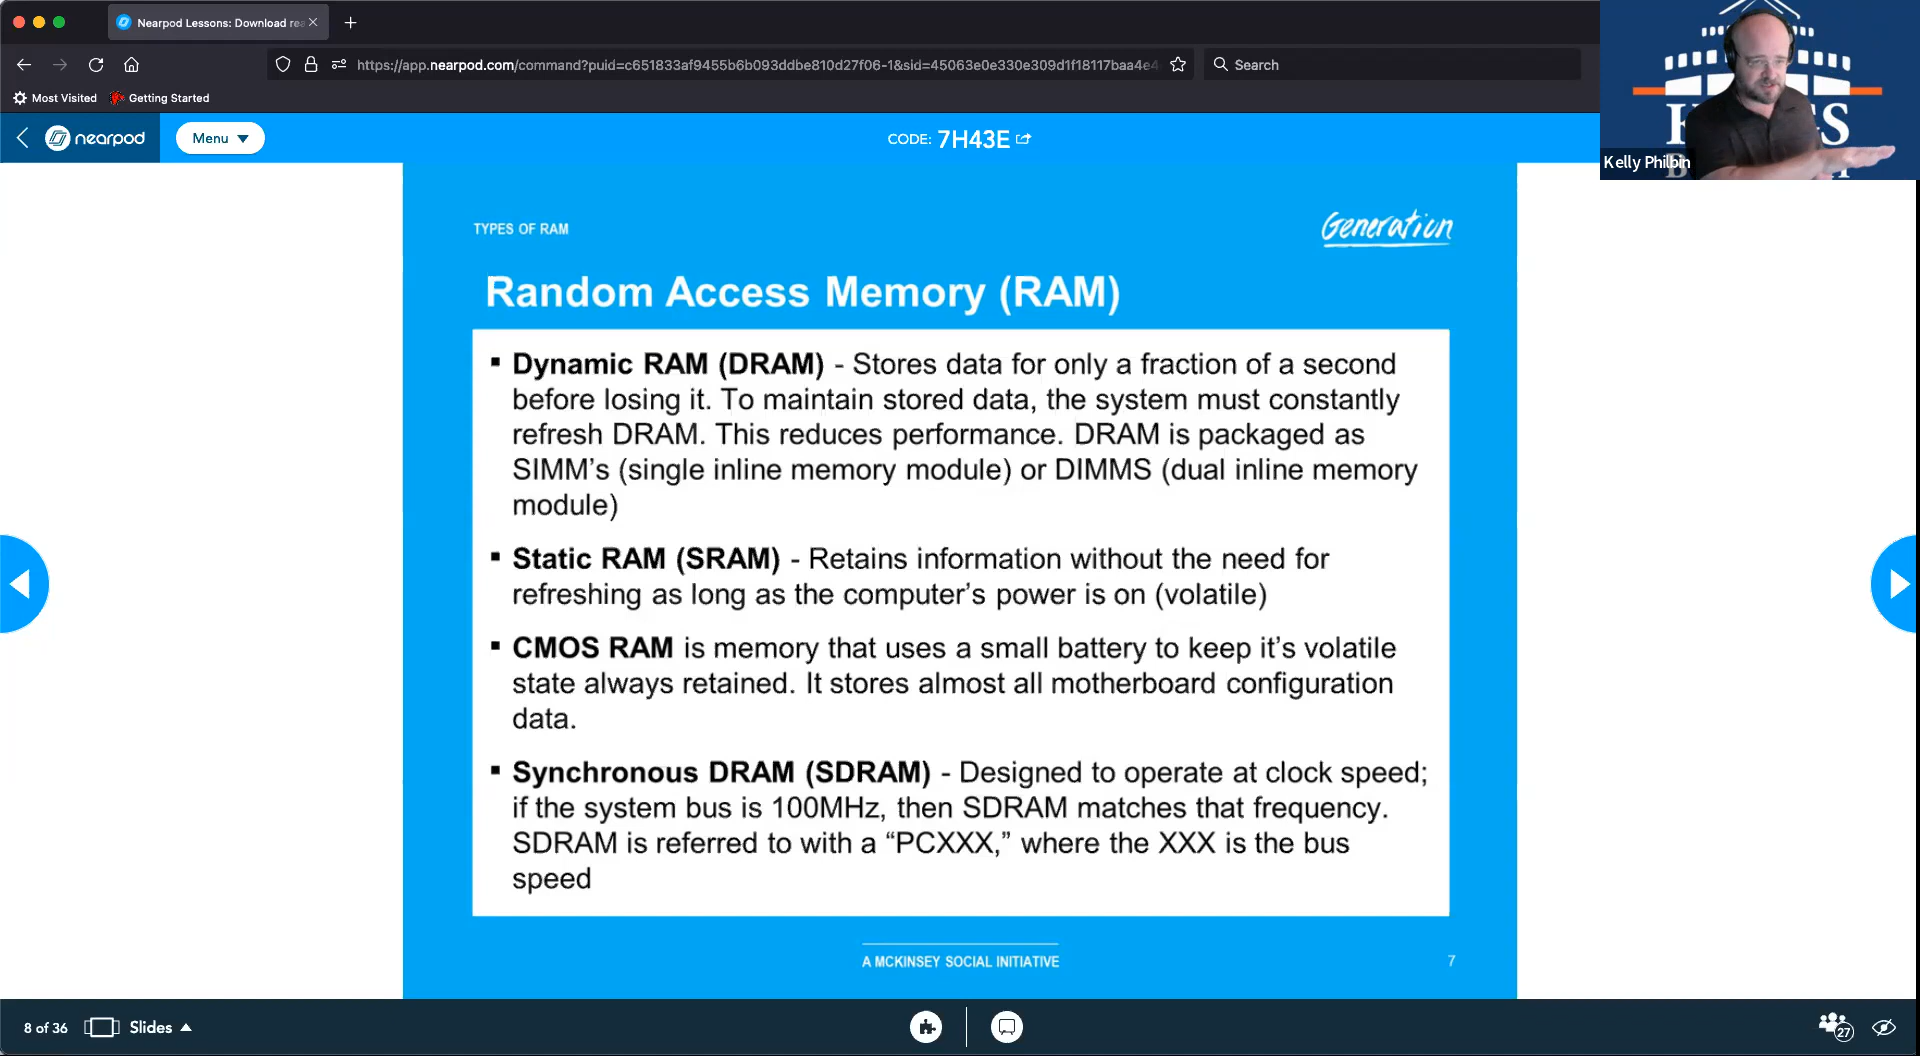 Nearpod Lessons: Download rea
https://app.nearpod.com/command?puid=c651833af9455b6b093ddbe810d27f06-1&sid=45063e0e330e309d1f18117baa4e4
Search
Most Visited
Getting Started
nearpod
Menu
CODE: 7H43E
Kelly Philbin
TYPES OF RAM
Generation
Random Access Memory (RAM)
▪ Dynamic RAM (DRAM) - Stores data for only a fraction of a second
before losing it. To maintain stored data, the system must constantly
refresh DRAM. This reduces performance. DRAM is packaged as
SIMM’s (single inline memory module) or DIMMS (dual inline memory
module)
▪ Static RAM (SRAM) - Retains information without the need for
refreshing as long as the computer’s power is on (volatile)
▪ CMOS RAM is memory that uses a small battery to keep it’s volatile
state always retained. It stores almost all motherboard configuration
data.
▪ Synchronous DRAM (SDRAM) - Designed to operate at clock speed;
if the system bus is 100MHz, then SDRAM matches that frequency.
SDRAM is referred to with a “PCXXX,” where the XXX is the bus
speed
A MCKINSEY SOCIAL INITIATIVE
7
8 of 36
Slides
27